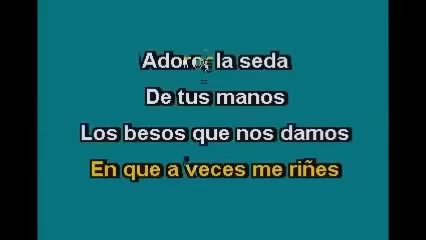 Adoro, la seda
De tus manos
Los besos que nos damos
En que a veces me riñes